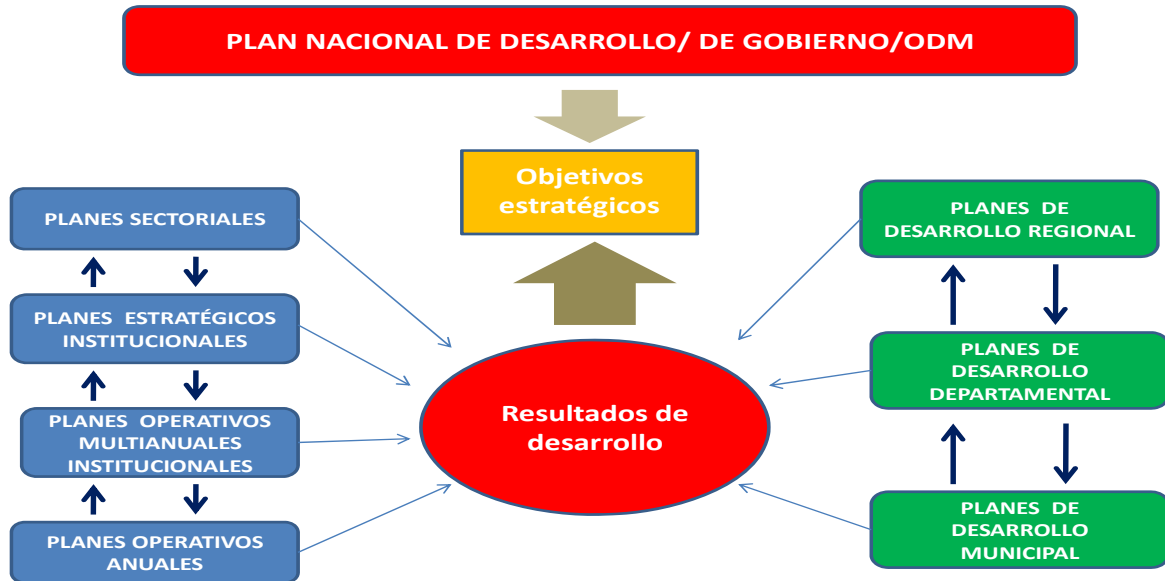 PLAN NACIONAL DE DESARROLLO/ DE GOBIERNO/ODM
Objetivos
estratégicos
PLANES SECTORIALES
PLANES ESTRATÉGICOS
INSTITUCIONALES
PLANES OPERATIVOS
MULTIANUALES
INSTITUCIONALES
PLANES OPERATIVOS
ANUALES
Resultados de
desarrollo
PLANES DE
DESARROLLO REGIONAL
PLANES DE
DESARROLLO
DEPARTAMENTAL
PLANES DE
DESARROLLO
MUNICIPAL